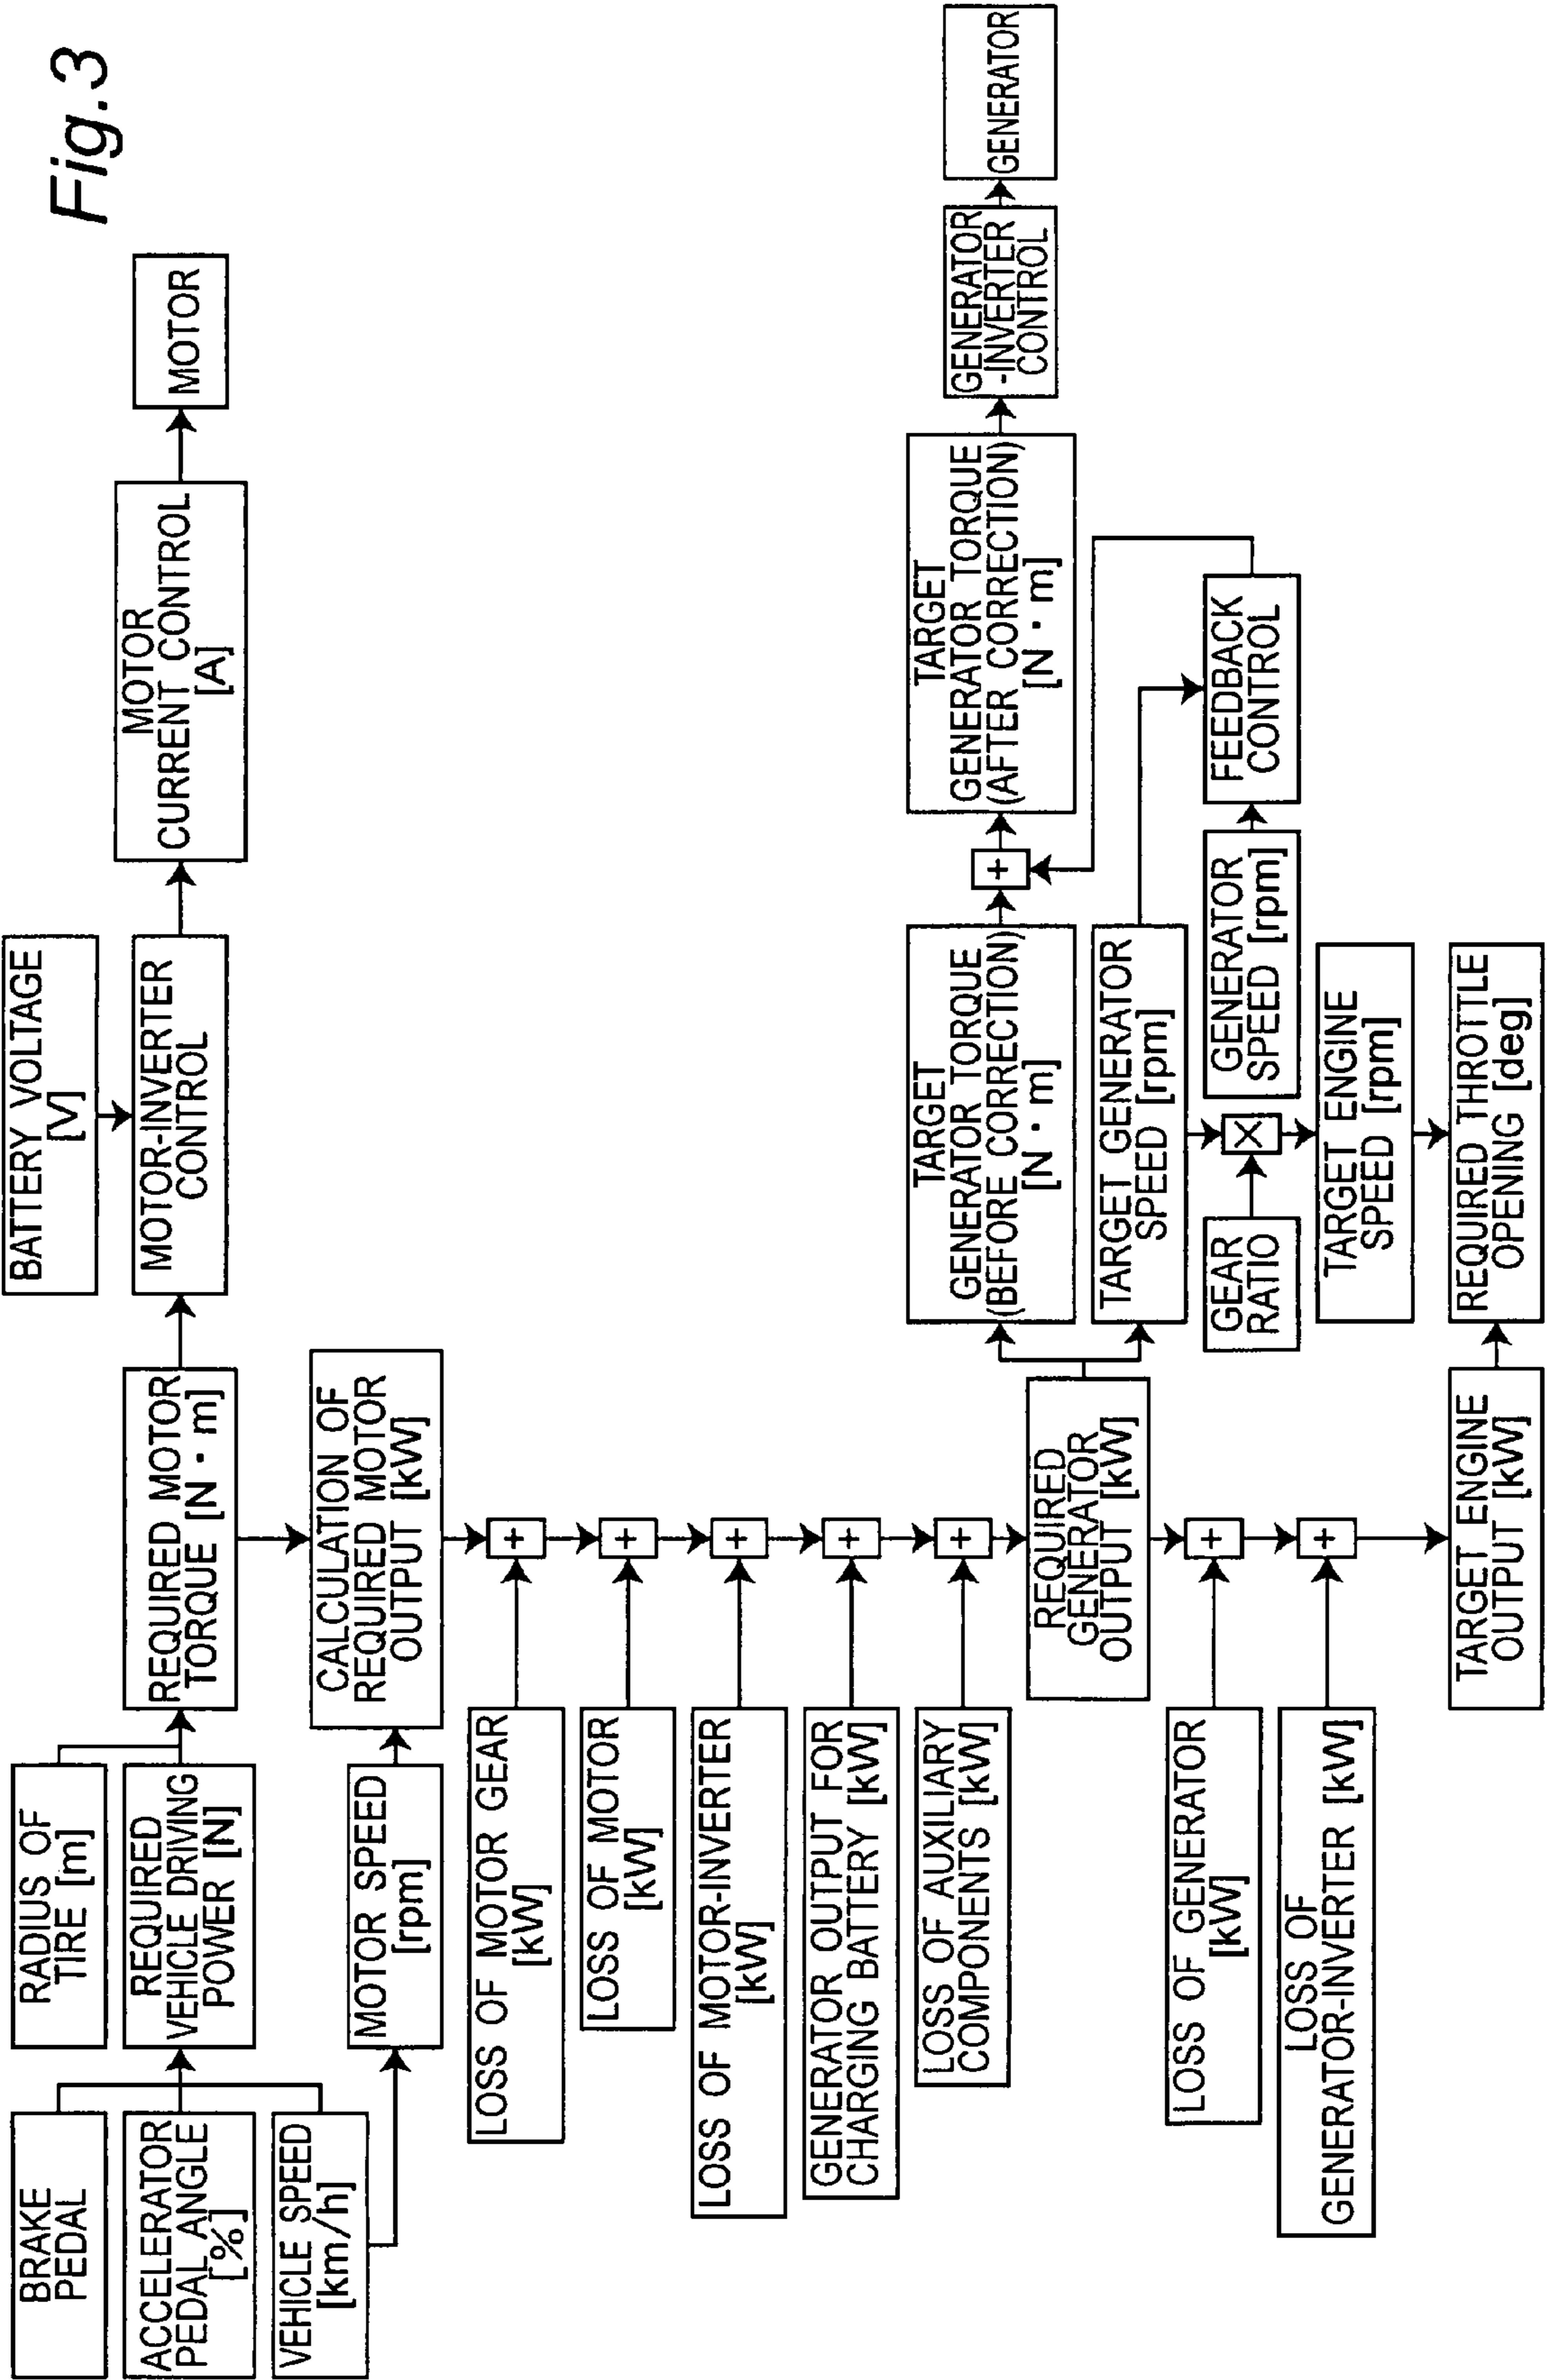 Fig.3
BRAKE
PEDAL
ACCELERATOR
PEDAL ANGLE
[%]
VEHICLE SPEED
[km/h]
RADIUS OF
TIRE [m]
REQUIRED
VEHICLE DRIVING
POWER [N]
MOTOR SPEED
[rpm]
REQUIRED MOTOR
TORQUE [N・m]
CALCULATION OF
REQUIRED MOTOR
OUTPUT [kW]
BATTERY VOLTAGE
[V]
MOTOR-INVERTER
CONTROL
MOTOR
CURRENT CONTROL
[A]
MOTOR
LOSS OF MOTOR GEAR
[kW]
+
LOSS OF MOTOR
[kW]
+
LOSS OF MOTOR-INVERTER
[kW]
+
GENERATOR OUTPUT FOR
CHARGING BATTERY [kW]
+
LOSS OF AUXILIARY
COMPONENTS [kW]
+
REQUIRED
GENERATOR
OUTPUT [kW]
TARGET
GENERATOR TORQUE
(BEFORE CORRECTION)
[N・m]
+
TARGET
GENERATOR TORQUE
(AFTER CORRECTION)
[N・m]
GENERATOR
-INVERTER
CONTROL
GENERATOR
TARGET GENERATOR
SPEED [rpm]
GEAR
RATIO
×
GENERATOR
SPEED [rpm]
FEEDBACK
CONTROL
LOSS OF GENERATOR
[kW]
+
LOSS OF
GENERATOR-INVERTER [kW]
+
TARGET ENGINE
SPEED [rpm]
TARGET ENGINE
OUTPUT [kW]
REQUIRED THROTTLE
OPENING [deg]